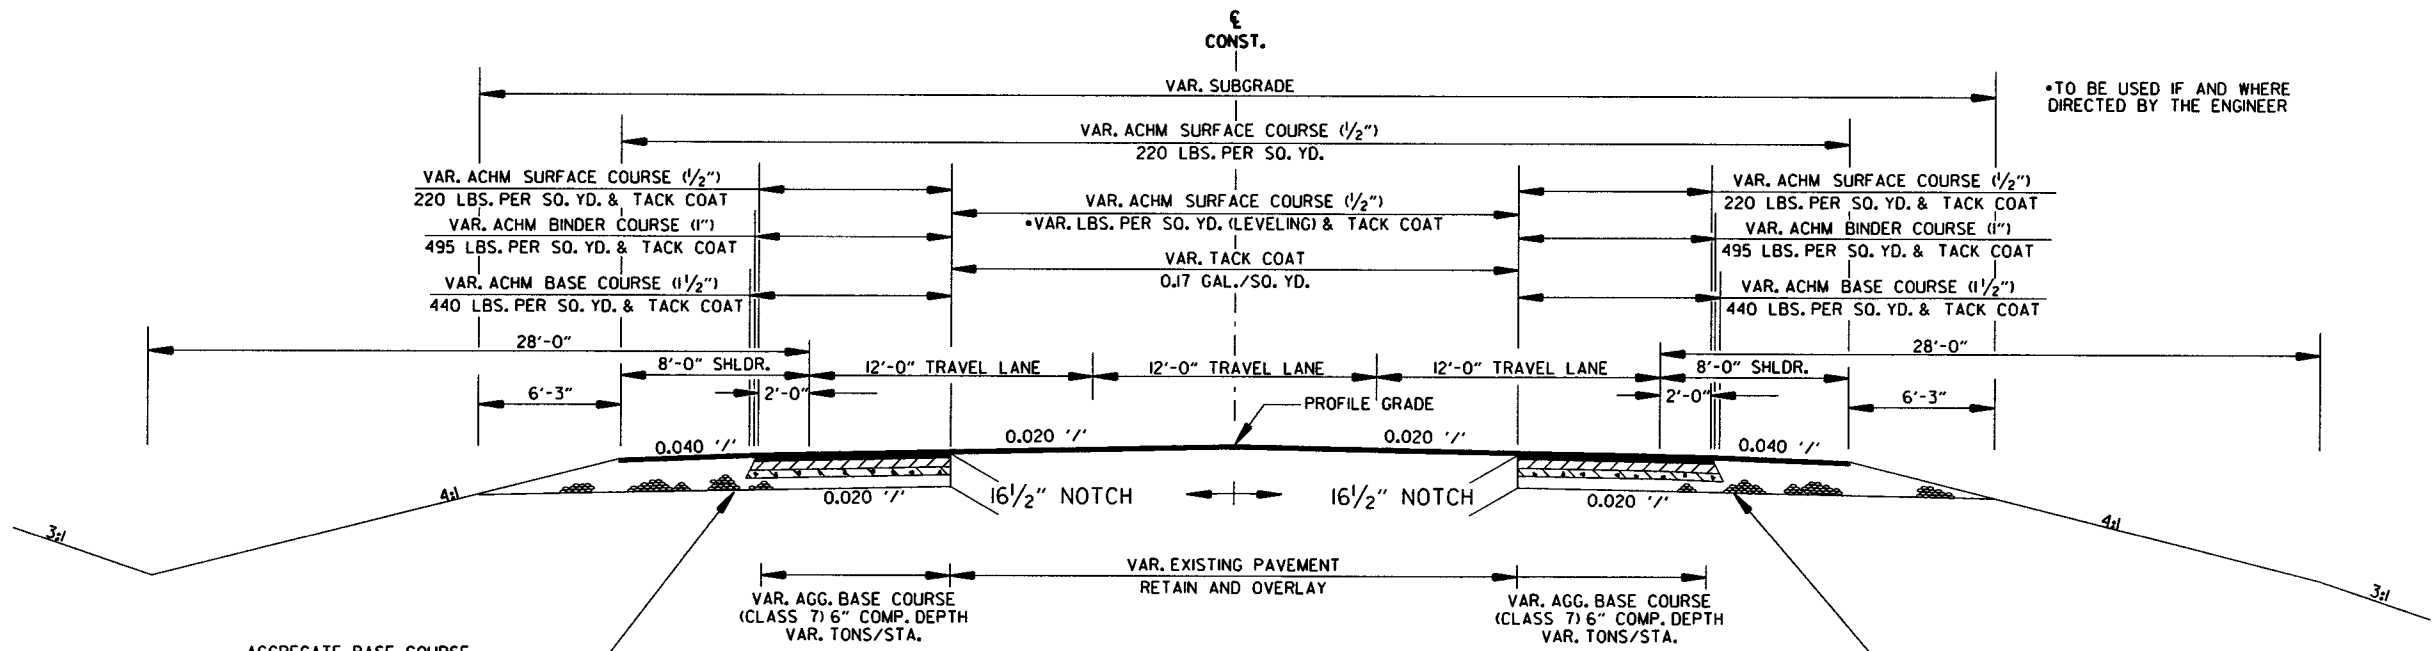 ℄
CONST.
VAR. SUBGRADE
•TO BE USED IF AND WHERE
DIRECTED BY THE ENGINEER
VAR. ACHM SURFACE COURSE (1/2")
220 LBS. PER SQ. YD.
VAR. ACHM SURFACE COURSE (1/2")
220 LBS. PER SQ. YD. & TACK COAT
VAR. ACHM BINDER COURSE (1")
495 LBS. PER SQ. YD. & TACK COAT
VAR. ACHM BASE COURSE (1 1/2")
440 LBS. PER SQ. YD. & TACK COAT
VAR. ACHM SURFACE COURSE (1/2")
•VAR. LBS. PER SQ. YD. (LEVELING) & TACK COAT
VAR. TACK COAT
0.17 GAL./SQ. YD.
VAR. ACHM SURFACE COURSE (1/2")
220 LBS. PER SQ. YD. & TACK COAT
VAR. ACHM BINDER COURSE (1")
495 LBS. PER SQ. YD. & TACK COAT
VAR. ACHM BASE COURSE (1 1/2")
440 LBS. PER SQ. YD. & TACK COAT
28'-0"
28'-0"
8'-0" SHLDR.
12'-0" TRAVEL LANE
12'-0" TRAVEL LANE
12'-0" TRAVEL LANE
8'-0" SHLDR.
6'-3"
2'-0"
PROFILE GRADE
2'-0"
6'-3"
0.040 '/'
0.020 '/'
0.020 '/'
0.040 '/'
4:1
0.020 '/'
16 1/2" NOTCH
16 1/2" NOTCH
0.020 '/'
4:1
3:1
3:1
VAR. EXISTING PAVEMENT
RETAIN AND OVERLAY
VAR. AGG. BASE COURSE
(CLASS 7) 6" COMP. DEPTH
VAR. TONS/STA.
VAR. AGG. BASE COURSE
(CLASS 7) 6" COMP. DEPTH
VAR. TONS/STA.
AGGREGATE BASE COURSE